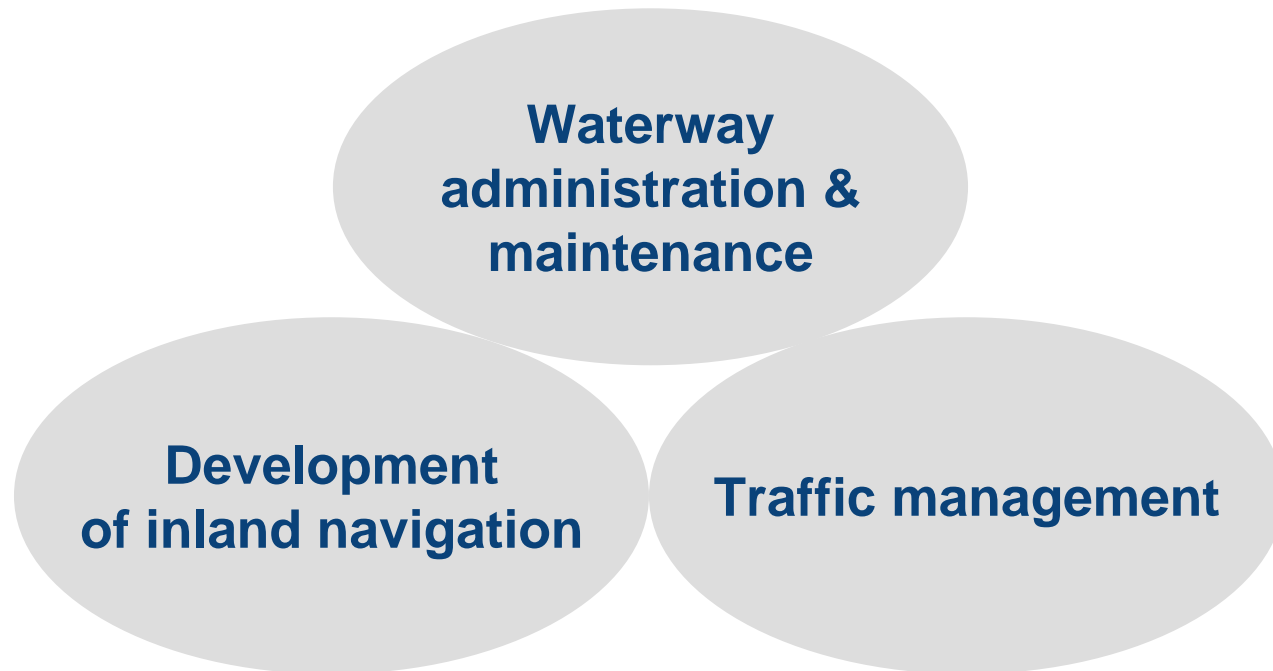 Waterway
administration &
maintenance
Development
of inland navigation
Traffic management